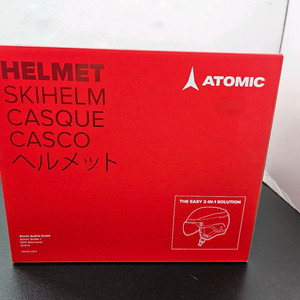 HELMET
SKIHELM
CASQUE
CASCO
ヘルメット
ATOMIC
THE EASY 2-IN-1 SOLUTION